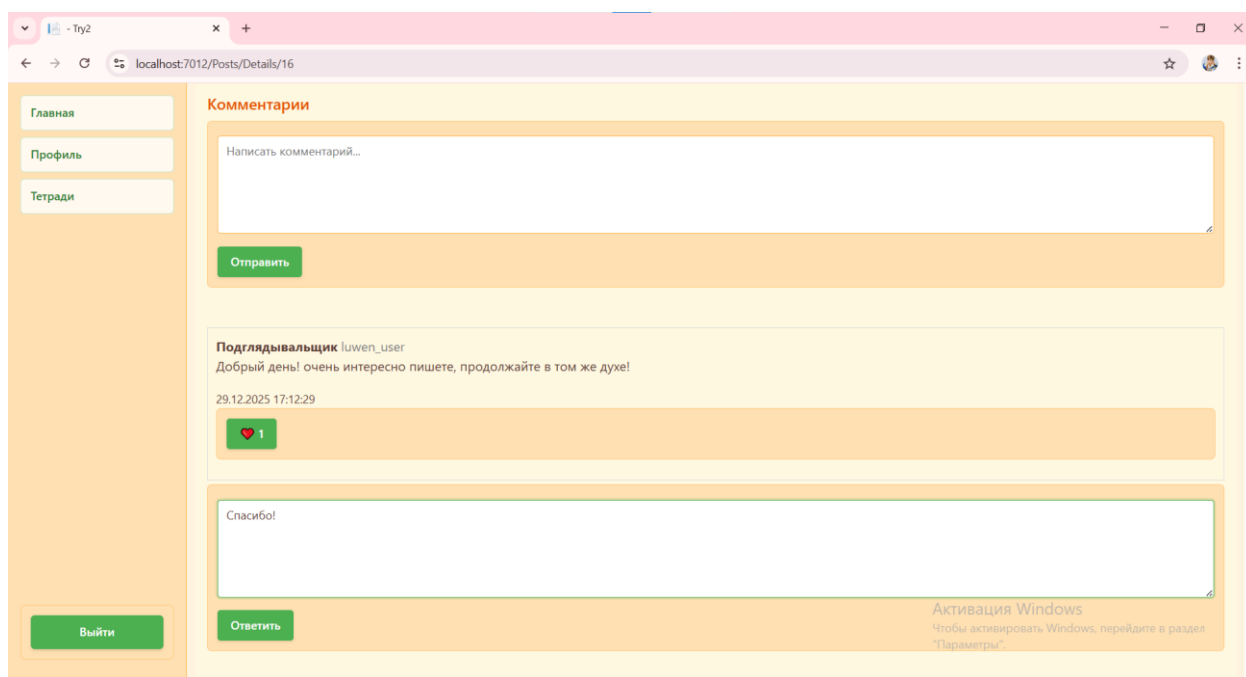 - Try2
localhost:7012/Posts/Details/16
Главная
Профиль
Тетради
Выйти
Комментарии
Написать комментарий...
Отправить
Подглядывальщик luwen_user
Добрый день! очень интересно пишете, продолжайте в том же духе!
29.12.2025 17:12:29
1
Спасибо!
Ответить
Активация Windows
Чтобы активировать Windows, перейдите в раздел
"Параметры".